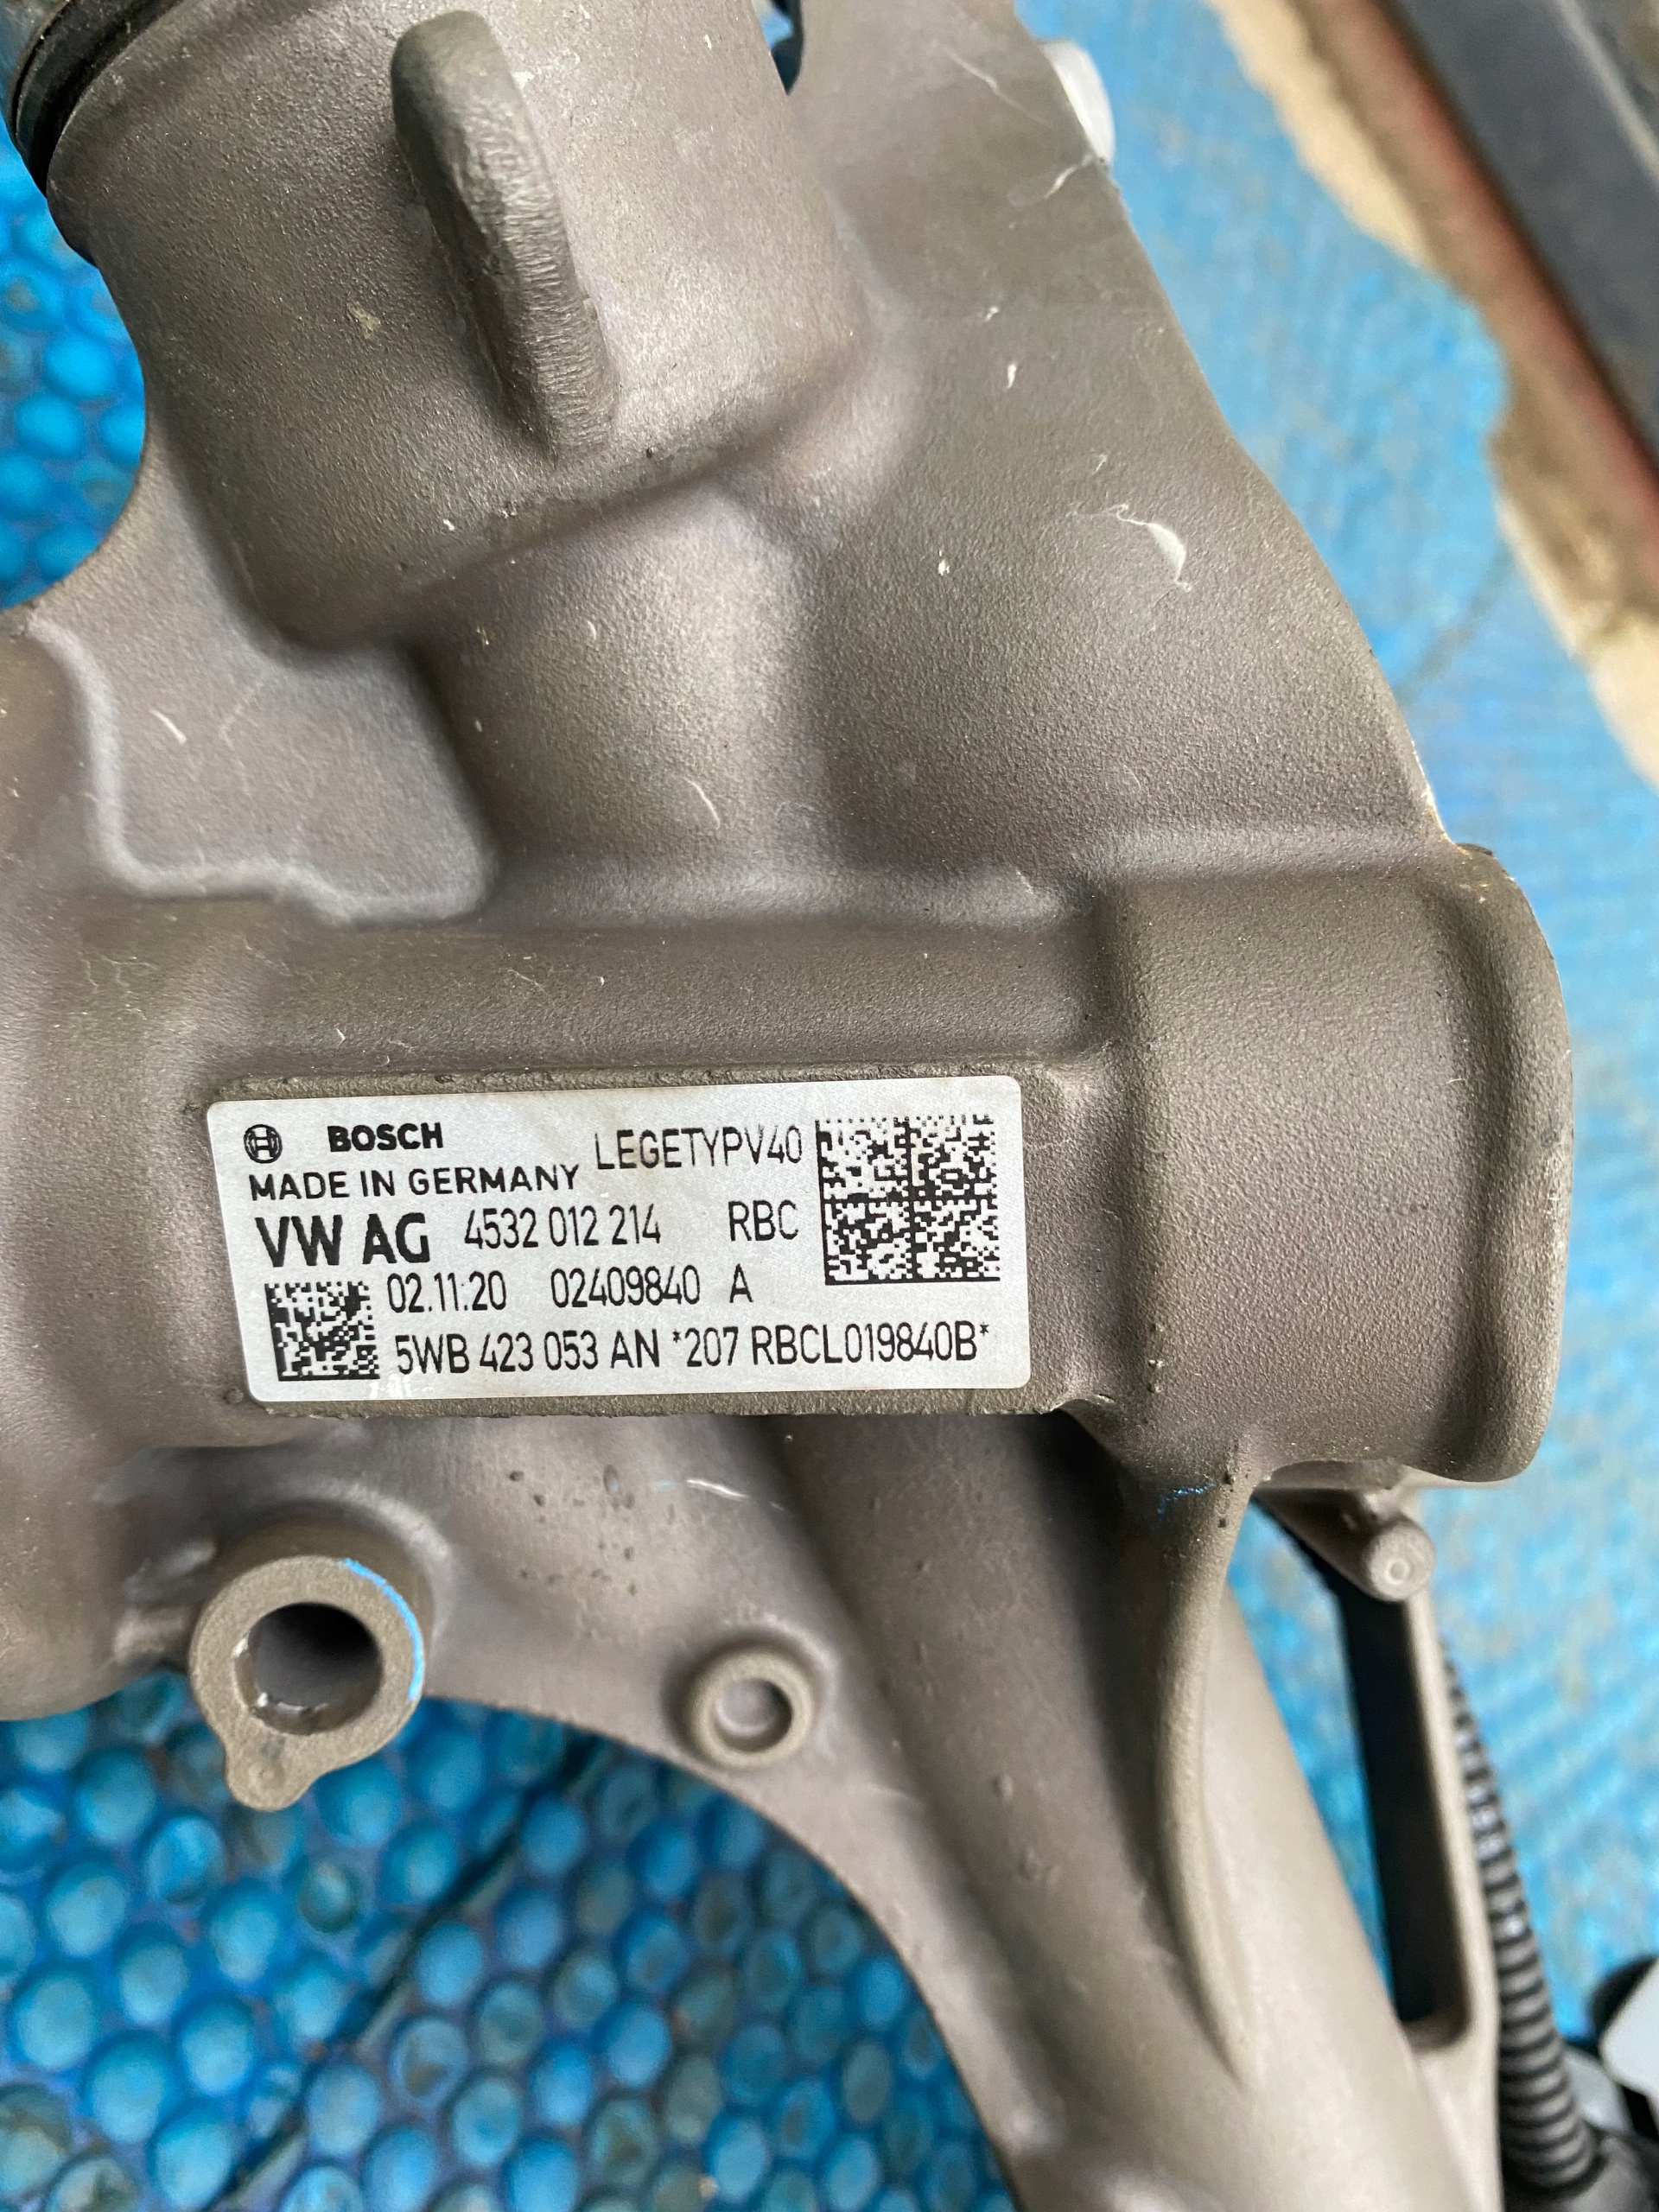 BOSCH LEGETYPV40
MADE IN GERMANY
VW AG 4532 012 214 RBC
02.11.20 02409840 A
5WB 423 053 AN *207 RBCL019840B*